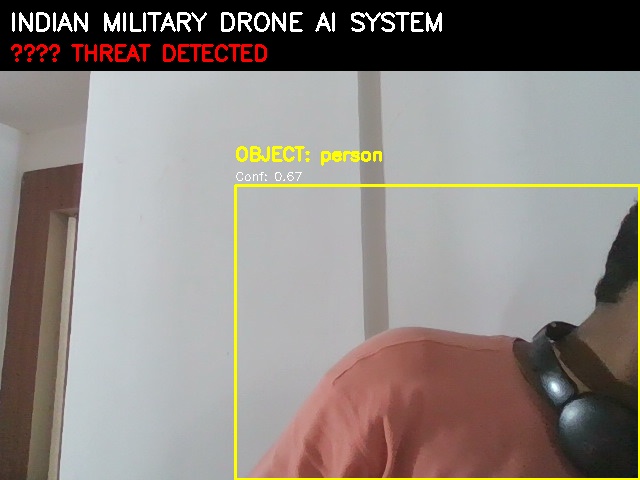 INDIAN MILITARY DRONE AI SYSTEM
???? THREAT DETECTED
OBJECT: person
Conf: 0.67